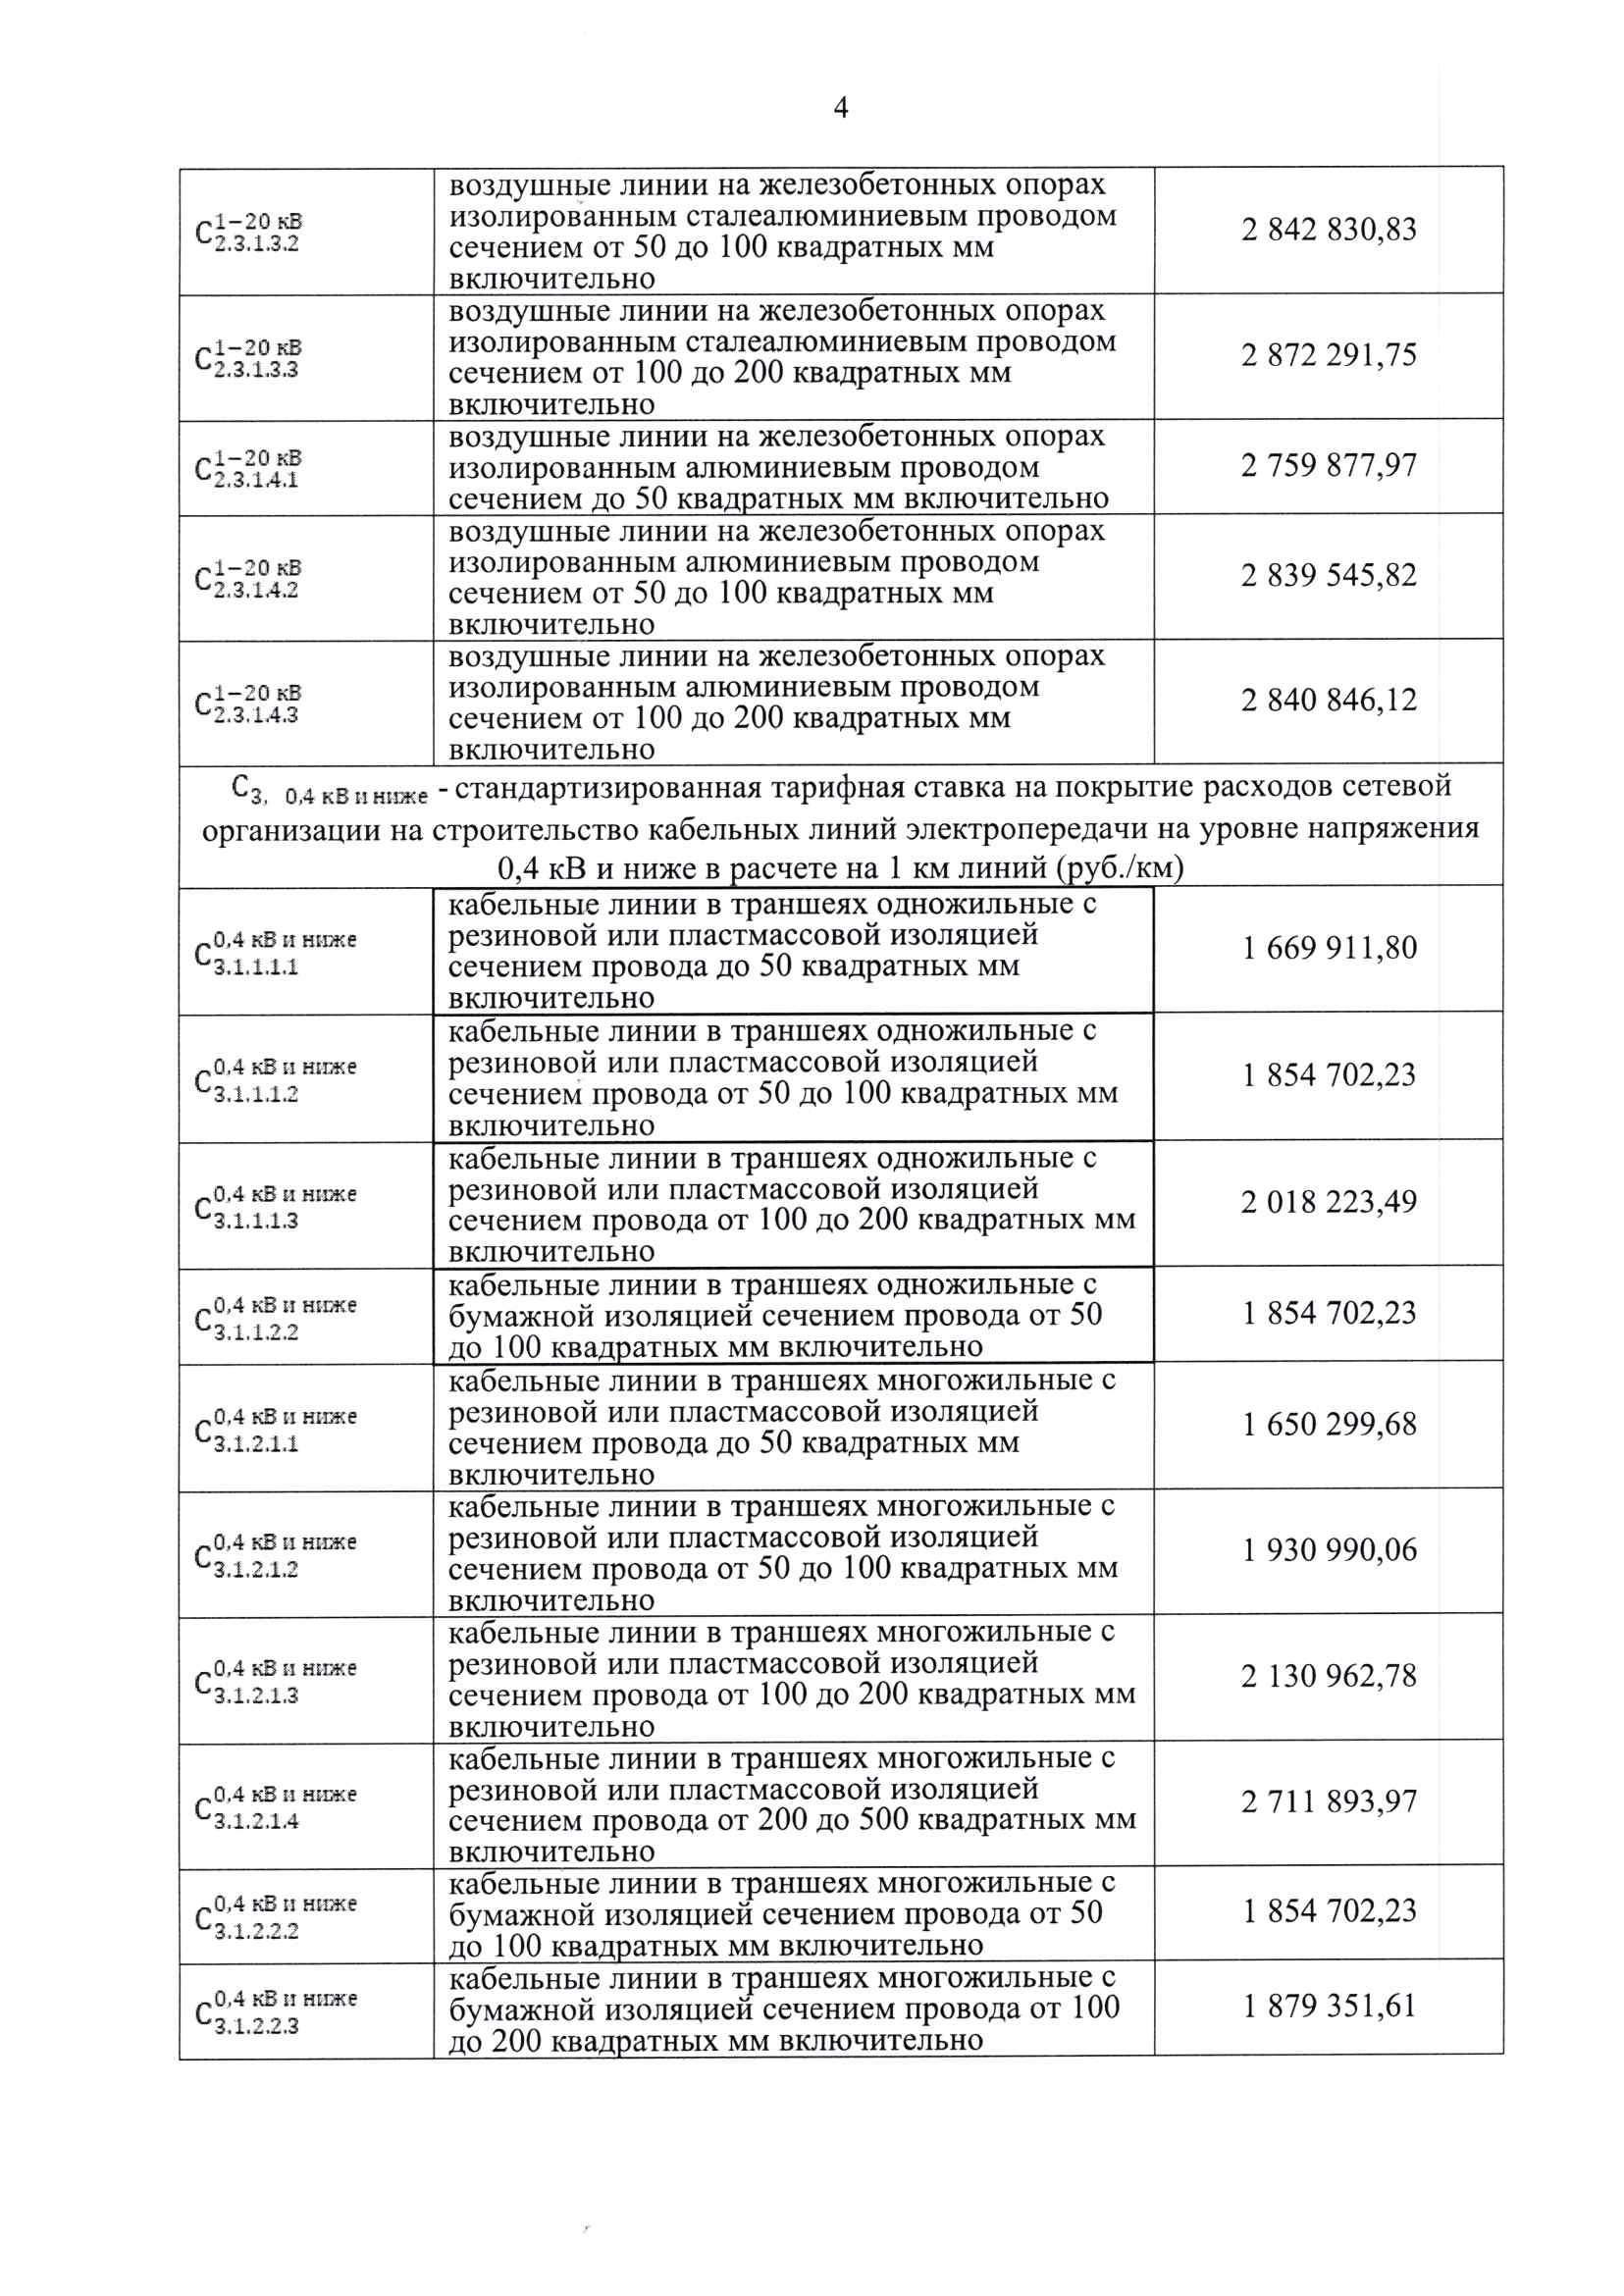 4
С 1–20 кВ 2.3.1.3.2
воздушные линии на железобетонных опорах
изолированным сталеалюминиевым проводом
сечением от 50 до 100 квадратных мм
включительно
2 842 830,83
С 1–20 кВ 2.3.1.3.3
воздушные линии на железобетонных опорах
изолированным сталеалюминиевым проводом
сечением от 100 до 200 квадратных мм
включительно
2 872 291,75
С 1–20 кВ 2.3.1.4.1
воздушные линии на железобетонных опорах
изолированным алюминиевым проводом
сечением до 50 квадратных мм включительно
2 759 877,97
С 1–20 кВ 2.3.1.4.2
воздушные линии на железобетонных опорах
изолированным алюминиевым проводом
сечением от 50 до 100 квадратных мм
включительно
2 839 545,82
С 1–20 кВ 2.3.1.4.3
воздушные линии на железобетонных опорах
изолированным алюминиевым проводом
сечением от 100 до 200 квадратных мм
включительно
2 840 846,12
С3, 0,4 кВ и ниже - стандартизированная тарифная ставка на покрытие расходов сетевой
организации на строительство кабельных линий электропередачи на уровне напряжения
0,4 кВ и ниже в расчете на 1 км линий (руб./км)
С 0,4 кВ и ниже 3.1.1.1.1
кабельные линии в траншеях одножильные с
резиновой или пластмассовой изоляцией
сечением провода до 50 квадратных мм
включительно
1 669 911,80
С 0,4 кВ и ниже 3.1.1.1.2
кабельные линии в траншеях одножильные с
резиновой или пластмассовой изоляцией
сечением провода от 50 до 100 квадратных мм
включительно
1 854 702,23
С 0,4 кВ и ниже 3.1.1.1.3
кабельные линии в траншеях одножильные с
резиновой или пластмассовой изоляцией
сечением провода от 100 до 200 квадратных мм
включительно
2 018 223,49
С 0,4 кВ и ниже 3.1.1.2.2
кабельные линии в траншеях одножильные с
бумажной изоляцией сечением провода от 50
до 100 квадратных мм включительно
1 854 702,23
С 0,4 кВ и ниже 3.1.2.1.1
кабельные линии в траншеях многожильные с
резиновой или пластмассовой изоляцией
сечением провода до 50 квадратных мм
включительно
1 650 299,68
С 0,4 кВ и ниже 3.1.2.1.2
кабельные линии в траншеях многожильные с
резиновой или пластмассовой изоляцией
сечением провода от 50 до 100 квадратных мм
включительно
1 930 990,06
С 0,4 кВ и ниже 3.1.2.1.3
кабельные линии в траншеях многожильные с
резиновой или пластмассовой изоляцией
сечением провода от 100 до 200 квадратных мм
включительно
2 130 962,78
С 0,4 кВ и ниже 3.1.2.1.4
кабельные линии в траншеях многожильные с
резиновой или пластмассовой изоляцией
сечением провода от 200 до 500 квадратных мм
включительно
2 711 893,97
С 0,4 кВ и ниже 3.1.2.2.2
кабельные линии в траншеях многожильные с
бумажной изоляцией сечением провода от 50
до 100 квадратных мм включительно
1 854 702,23
С 0,4 кВ и ниже 3.1.2.2.3
кабельные линии в траншеях многожильные с
бумажной изоляцией сечением провода от 100
до 200 квадратных мм включительно
1 879 351,61